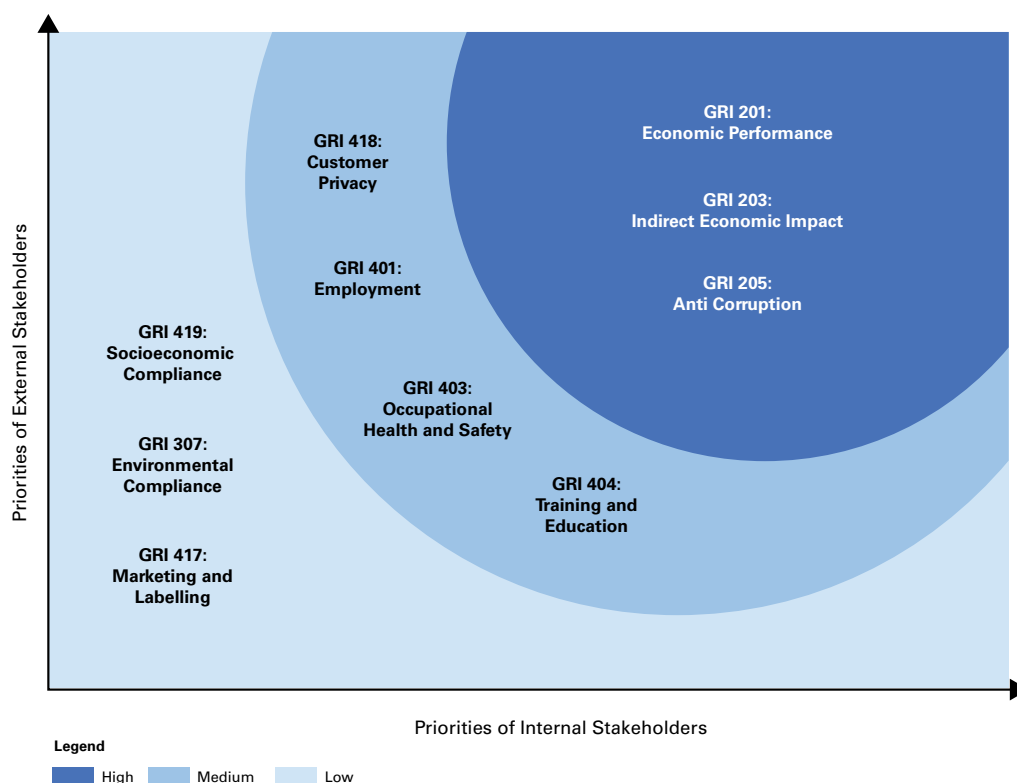 GRI 201:
Economic Performance
GRI 418:
Customer
Privacy
GRI 203:
Indirect Economic Impact
GRI 401:
Employment
GRI 205:
Anti Corruption
GRI 419:
Socioeconomic
Compliance
GRI 403:
Occupational
Health and Safety
GRI 307:
Environmental
Compliance
GRI 404:
Training and
Education
GRI 417:
Marketing and
Labelling
Priorities of External Stakeholders
Priorities of Internal Stakeholders
Legend
High
Medium
Low